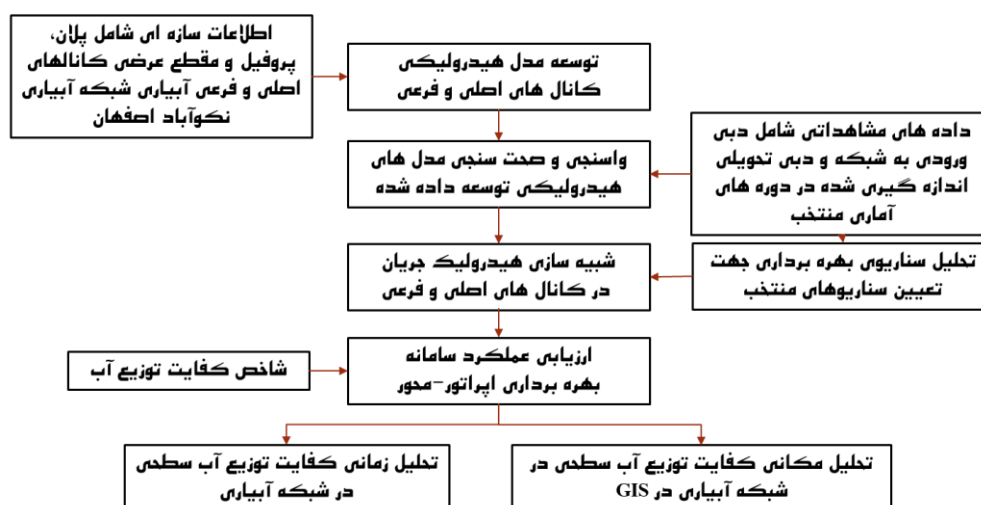 اطلاعات سازه ای شامل پلان،
پروفیل و مقطع عرضی کانالهای
اصلی و فرعی آبیاری شبکه آبیاری
نکوآباد اصفهان
توسعه مدل هیدرولیکی
کانال های اصلی و فرعی
داده های مشاهداتی شامل دبی
ورودی به شبکه و دبی تحویلی
اندازه گیری شده در دوره های
آماری منتخب
واسنجی و صحت سنجی مدل های
هیدرولیکی توسعه داده شده
تحلیل سناریوی بهره برداری جهت
تعیین سناریوهای منتخب
شبیه سازی هیدرولیک جریان
در کانال های اصلی و فرعی
شاخص کفایت توزیع آب
ارزیابی عملکرد سامانه
بهره برداری اپراتور-محور
تحلیل مکانی کفایت توزیع آب سطحی در
شبکه آبیاری در GIS
تحلیل زمانی کفایت توزیع آب سطحی
در شبکه آبیاری